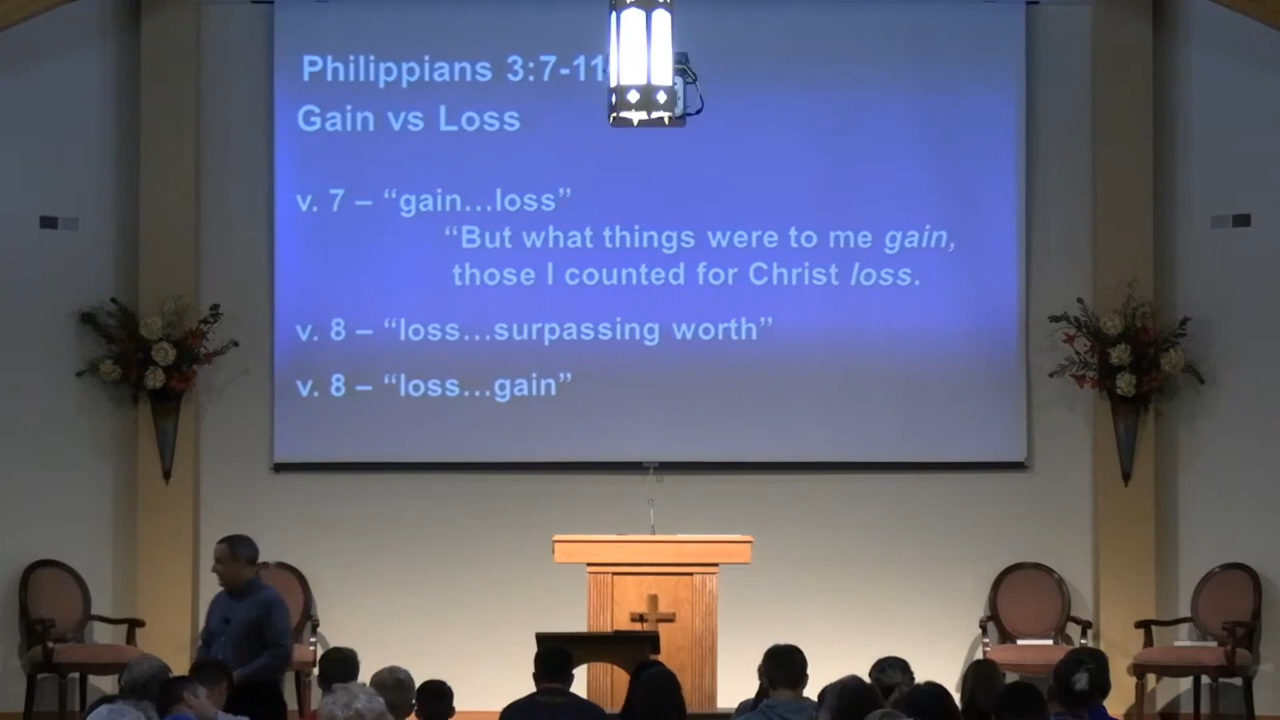 Philippians 3:7-11
Gain vs Loss
v. 7 – “gain…loss”
“But what things were to me gain,
those I counted for Christ loss.
v. 8 – “loss…surpassing worth”
v. 8 – “loss…gain”